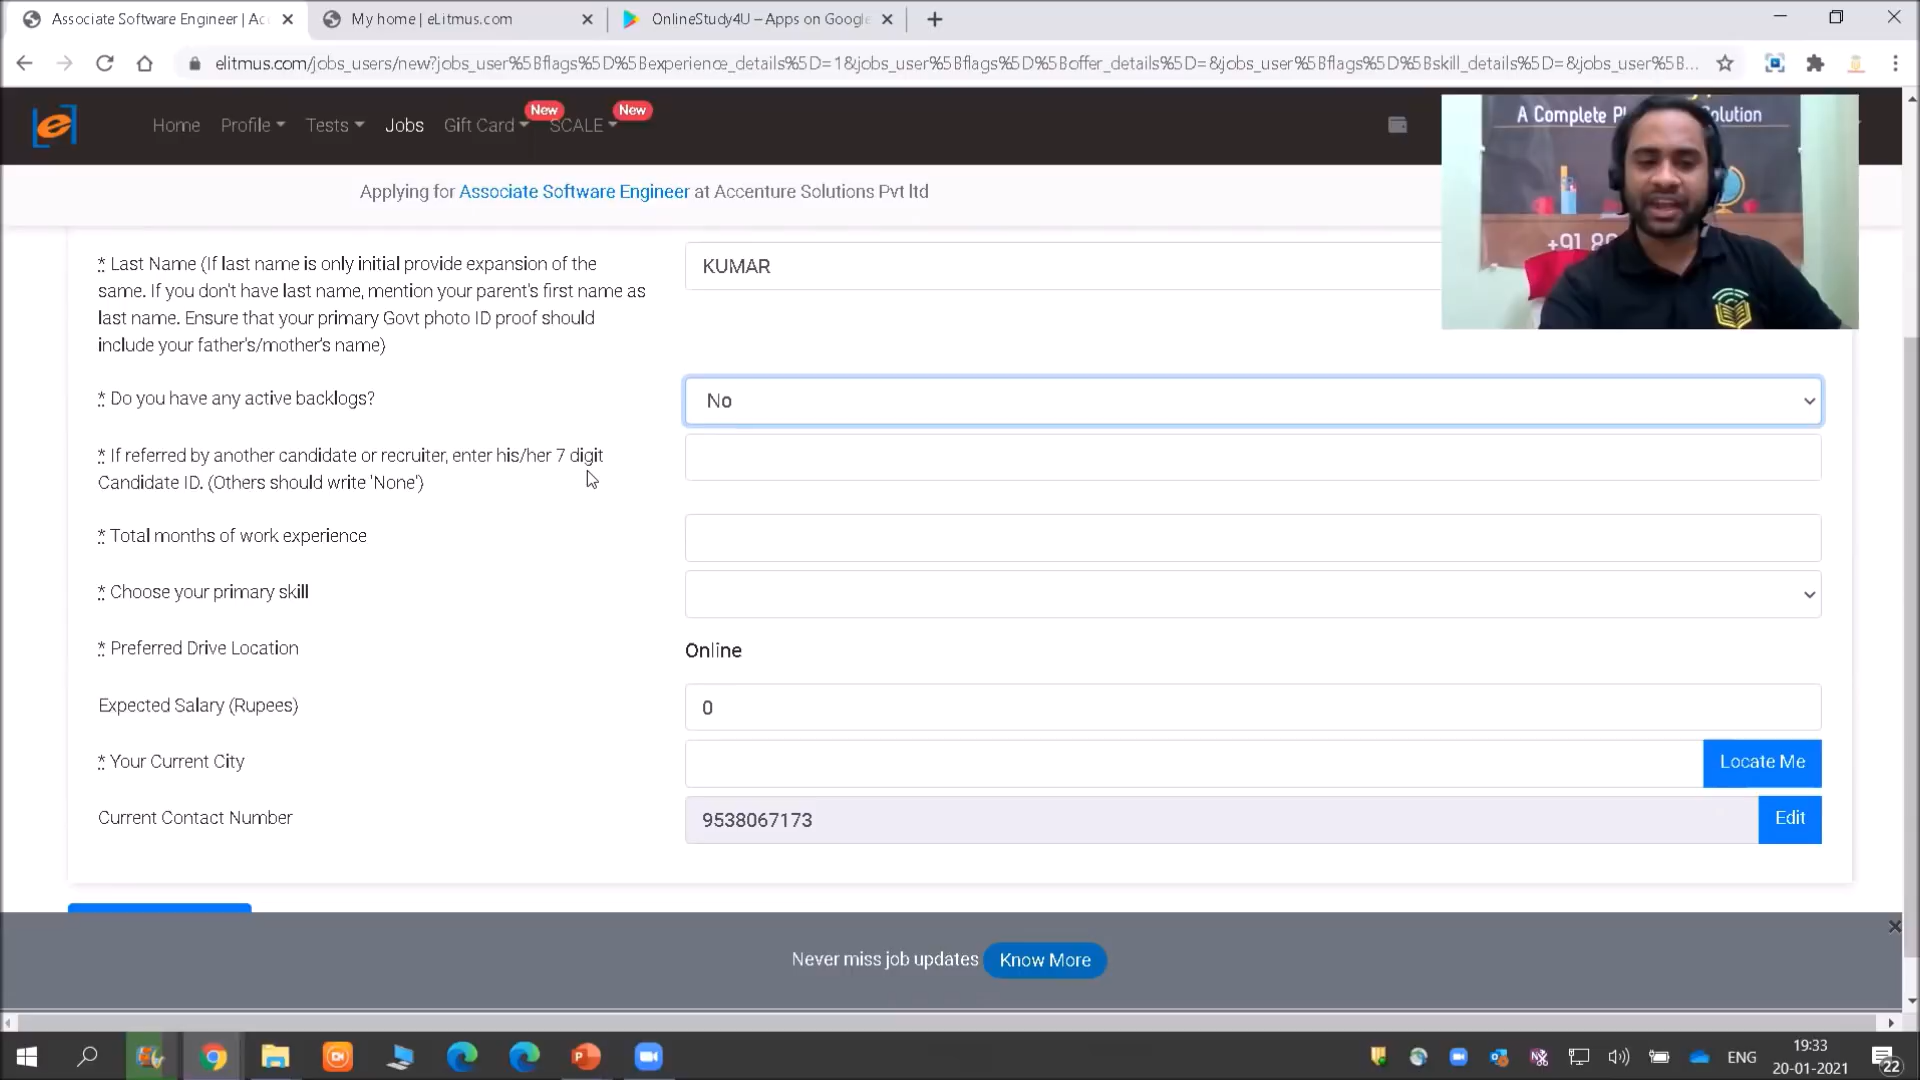 Associate Software Engineer | Ac
My home | eLitmus.com
OnlineStudy4U – Apps on Google
elitmus.com/jobs_users/new?jobs_user%5Bflags%5D%5Bexperience_details%5D=1&jobs_user%5Bflags%5D%5Boffer_details%5D=&jobs_user%5Bflags%5D%5Bskill_details%5D=&jobs_user%5B...
Home
Profile
Tests
Jobs
Gift Card
New
SCALE
New
A Complete
olution
+91
Applying for Associate Software Engineer at Accenture Solutions Pvt ltd
* Last Name (If last name is only initial provide expansion of the
same. If you don't have last name, mention your parent's first name as
last name. Ensure that your primary Govt photo ID proof should
include your father's/mother's name)
KUMAR
* Do you have any active backlogs?
No
* If referred by another candidate or recruiter, enter his/her 7 digit
Candidate ID. (Others should write 'None')
* Total months of work experience
* Choose your primary skill
* Preferred Drive Location
Online
Expected Salary (Rupees)
0
* Your Current City
Locate Me
Current Contact Number
9538067173
Edit
Never miss job updates
Know More
ENG
19:33
20-01-2021
22